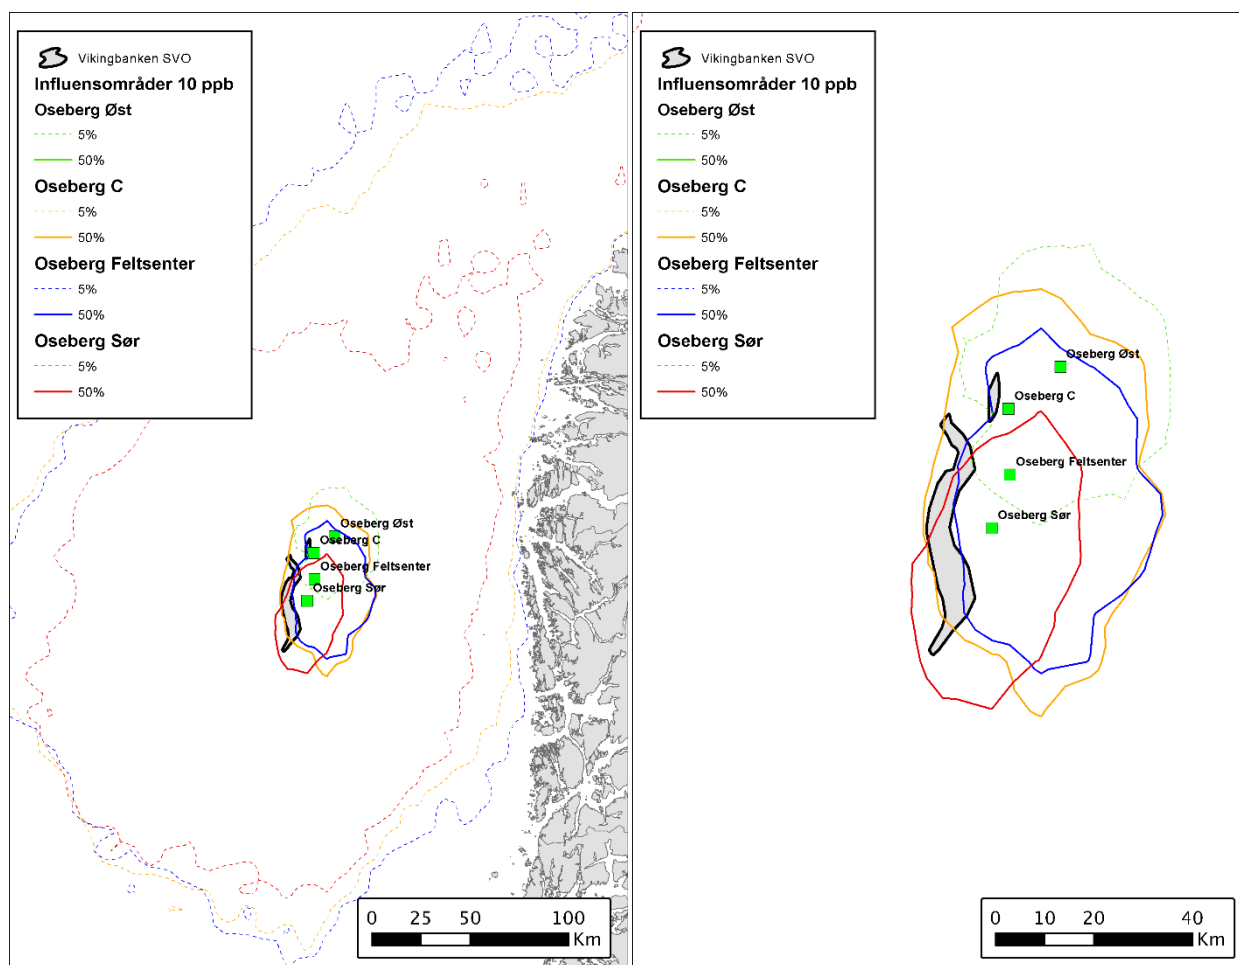 Vikingbanken SVO
Influensområder 10 ppb
Oseberg Øst
5%
50%
Oseberg C
5%
50%
Oseberg Feltsenter
5%
50%
Oseberg Sør
5%
50%
Oseberg Øst
Oseberg C
Oseberg Feltsenter
Oseberg Sør
0 25 50 100
Km
Vikingbanken SVO
Influensområder 10 ppb
Oseberg Øst
5%
50%
Oseberg C
5%
50%
Oseberg Feltsenter
5%
50%
Oseberg Sør
5%
50%
Oseberg Øst
Oseberg C
Oseberg Feltsenter
Oseberg Sør
0 10 20 40
Km